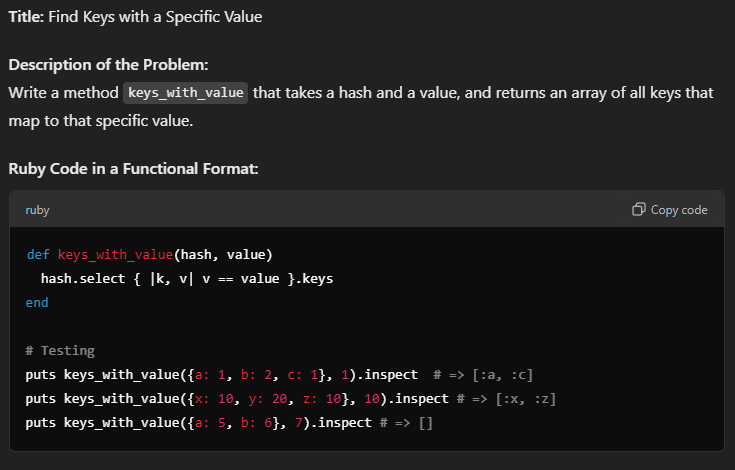 Title: Find Keys with a Specific Value
Description of the Problem:
Write a method keys_with_value that takes a hash and a value, and returns an array of all keys that
map to that specific value.
Ruby Code in a Functional Format:
ruby
Copy code
def keys_with_value(hash, value)
  hash.select { |k, v| v == value }.keys
end
# Testing
puts keys_with_value({a: 1, b: 2, c: 1}, 1).inspect  # => [:a, :c]
puts keys_with_value({x: 10, y: 20, z: 10}, 10).inspect # => [:x, :z]
puts keys_with_value({a: 5, b: 6}, 7).inspect # => []